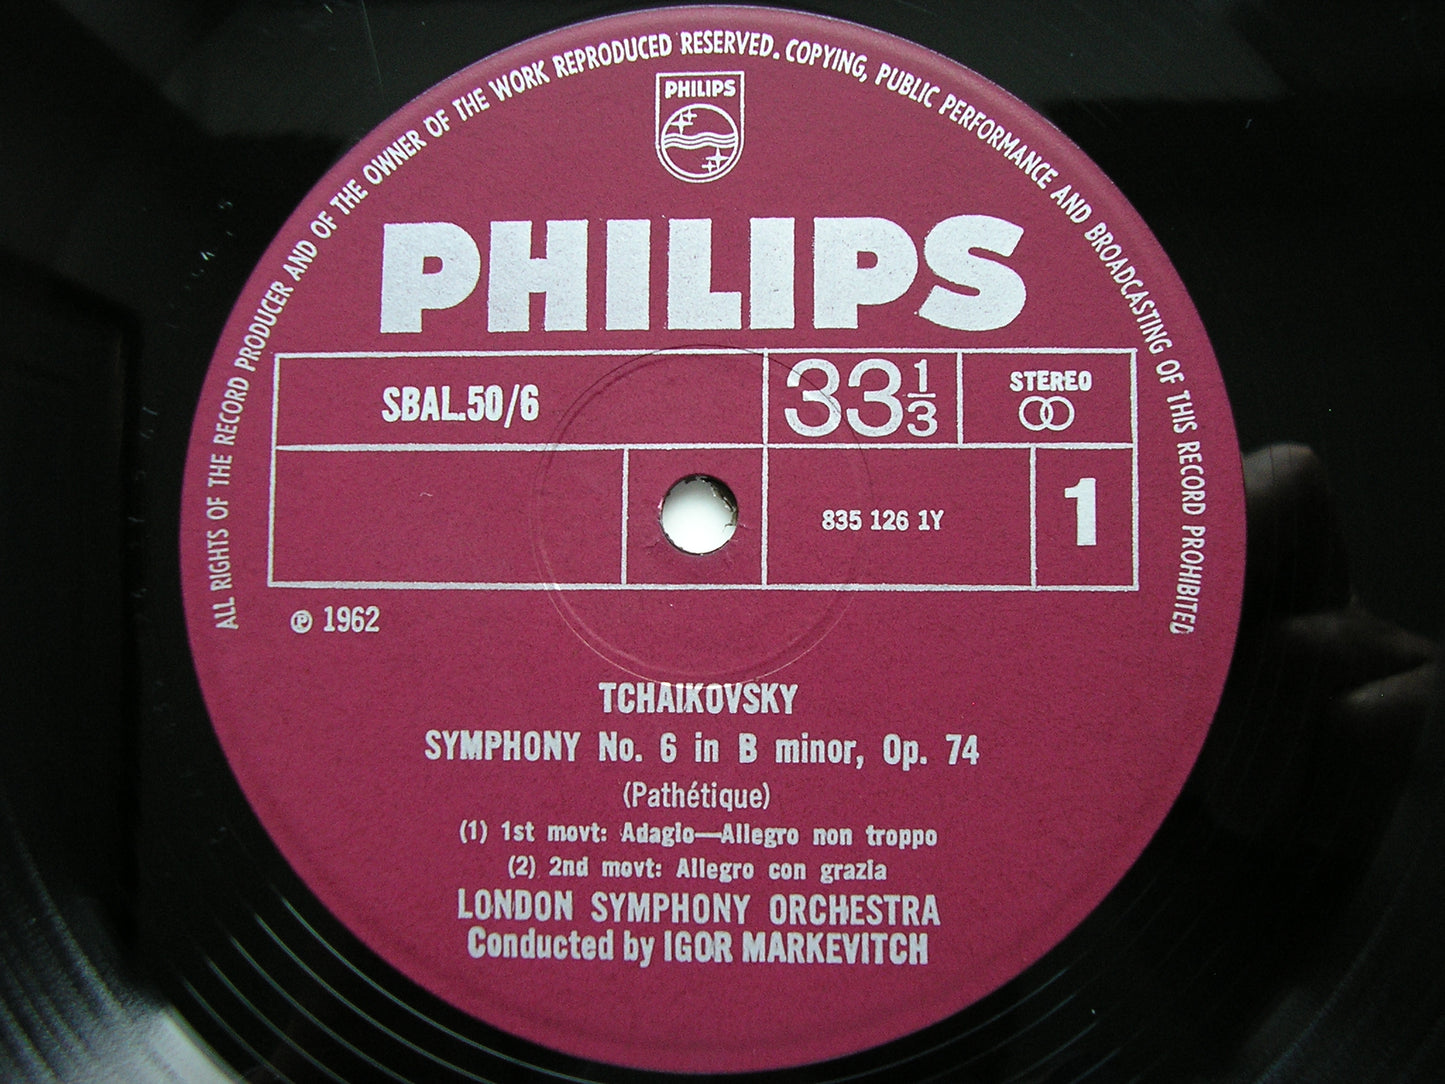 ALL RIGHTS OF THE RECORD PRODUCER AND OF THE OWNER OF THE WORK REPRODUCED RESERVED. COPYING, PUBLIC PERFORMANCE AND BROADCASTING OF THIS RECORD PROHIBITED
PHILIPS
PHILIPS
SBAL.50/6
33 1/3
STEREO
835 126 1Y
1
℗ 1962
TCHAIKOVSKY
SYMPHONY No. 6 in B minor, Op. 74
(Pathétique)
(1) 1st movt: Adagio—Allegro non troppo
(2) 2nd movt: Allegro con grazia
LONDON SYMPHONY ORCHESTRA
Conducted by IGOR MARKEVITCH